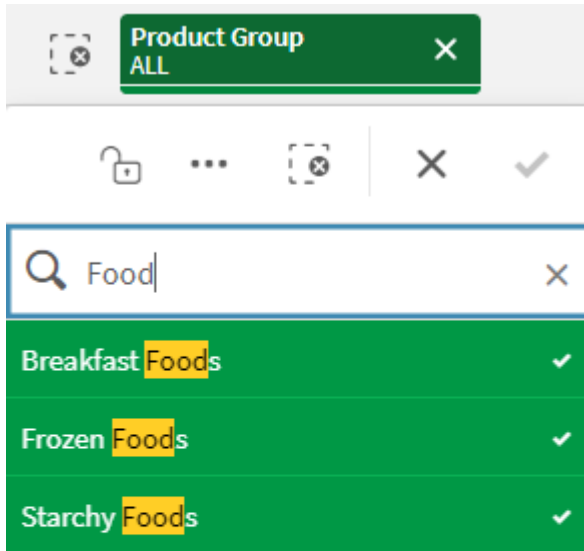 Product Group
ALL
Food
Breakfast Foods
Frozen Foods
Starchy Foods